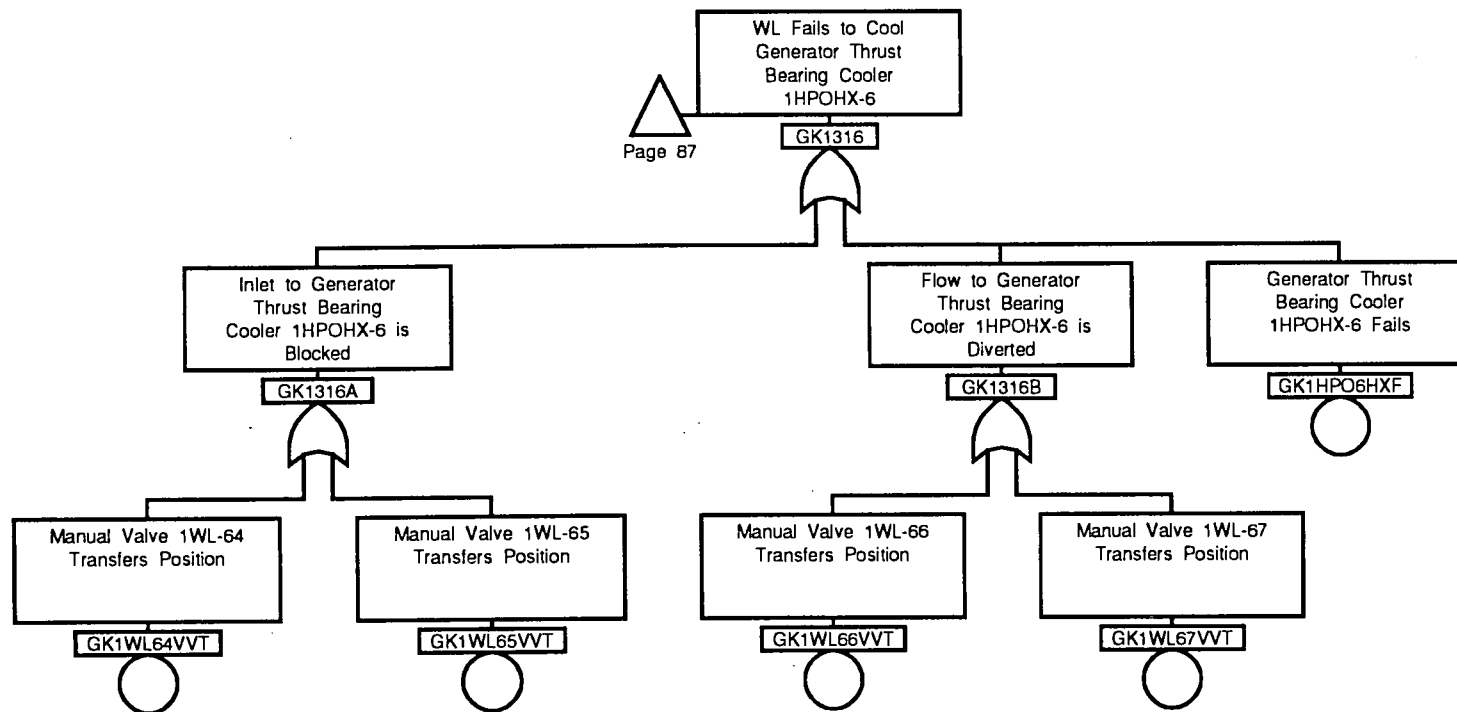 WL Fails to Cool
Generator Thrust
Bearing Cooler
1HPOHX-6
Page 87
GK1316
Inlet to Generator
Thrust Bearing
Cooler 1HPOHX-6 is
Blocked
GK1316A
Flow to Generator
Thrust Bearing
Cooler 1HPOHX-6 is
Diverted
GK1316B
Generator Thrust
Bearing Cooler
1HPOHX-6 Fails
GK1HPO6HXF
Manual Valve 1WL-64
Transfers Position
GK1WL64VVT
Manual Valve 1WL-65
Transfers Position
GK1WL65VVT
Manual Valve 1WL-66
Transfers Position
GK1WL66VVT
Manual Valve 1WL-67
Transfers Position
GK1WL67VVT